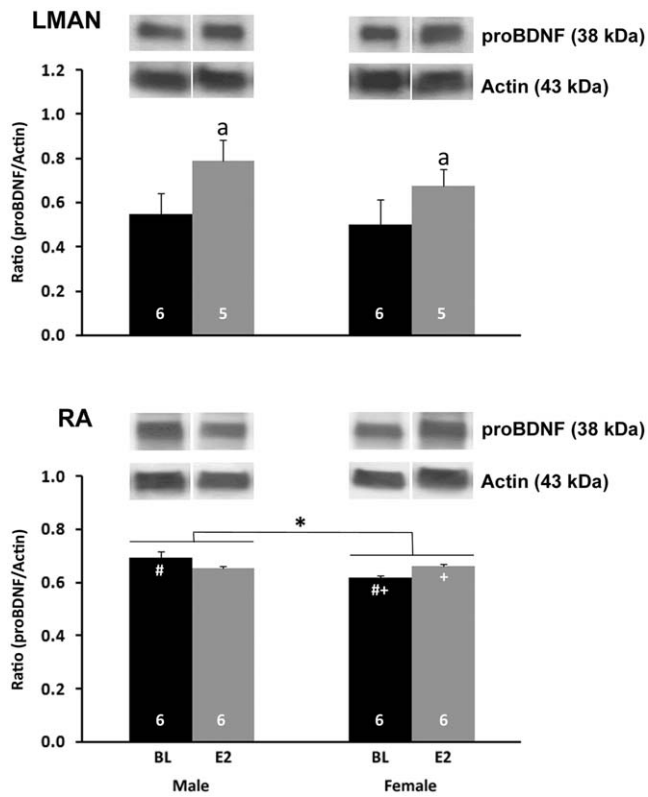 LMAN
proBDNF (38 kDa)
Actin (43 kDa)
Ratio (proBDNF/Actin)
1.2
1.0
0.8
0.6
0.4
0.2
0.0
a
a
6
5
6
5
RA
proBDNF (38 kDa)
Actin (43 kDa)
Ratio (proBDNF/Actin)
1.0
0.8
0.6
0.4
0.2
0.0
*
#
#+
+
6
6
6
6
BL
E2
BL
E2
Male
Female